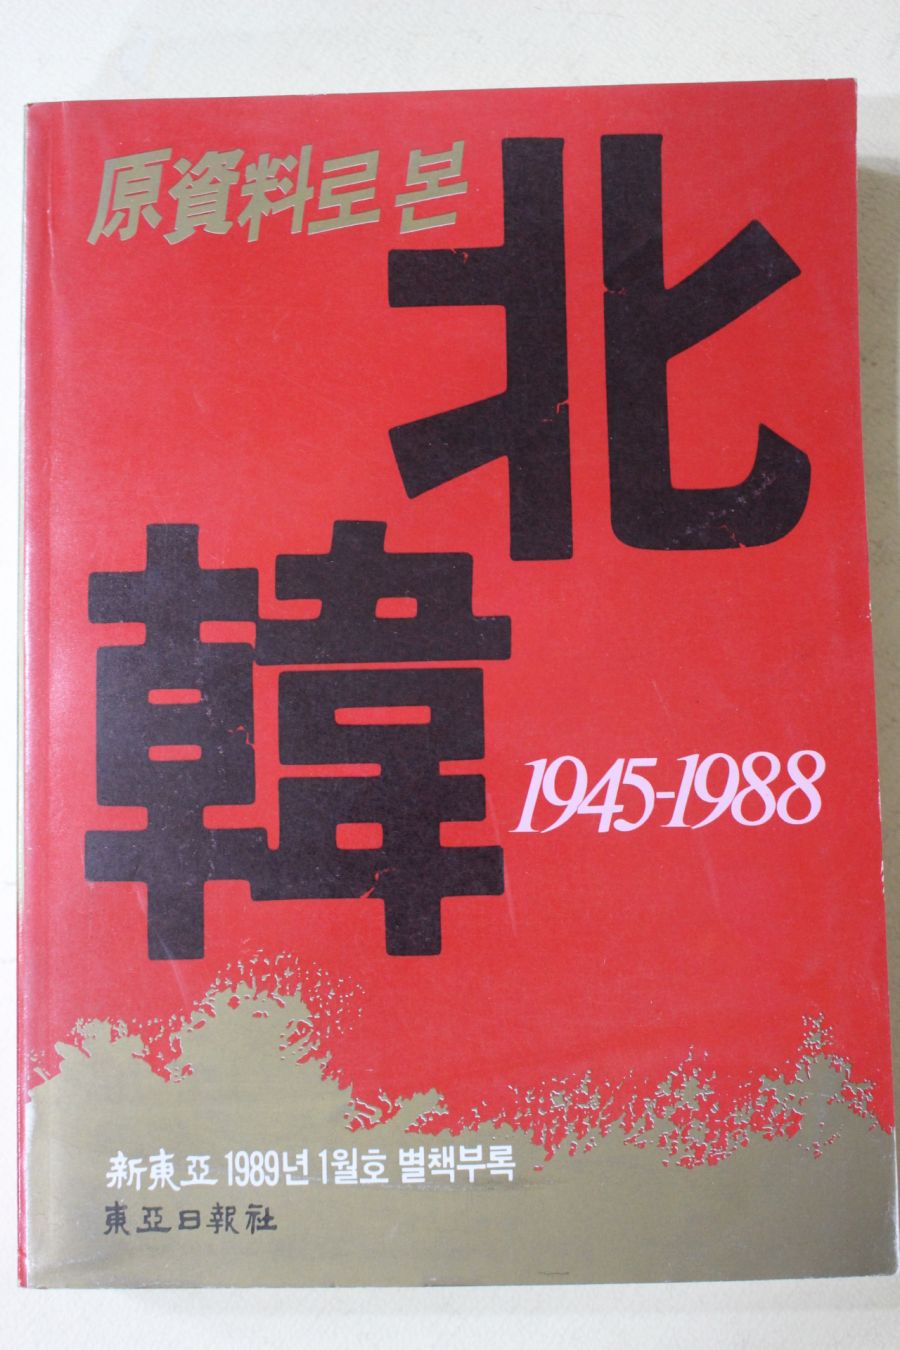 原資料로 본
北
韓
1945-1988
新東亞 1989년 1월호 별책부록
東亞日報社